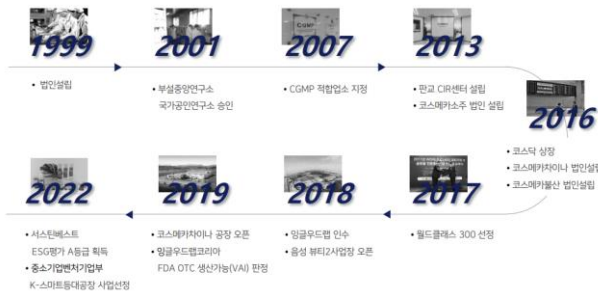 1999
• 법인설립
2001
• 부설중앙연구소
국가공인연구소 승인
2007
• CGMP 적합업소 지정
2013
• 판교 CIR센터 설립
• 코스메카소주 법인 설립
2016
• 코스닥 상장
• 코스메카차이나 법인설립
• 코스메카불산 법인설립
2017
• 월드클래스 300 선정
2018
• 잉글우드랩 인수
• 음성 뷰티2사업장 오픈
2019
• 코스메카차이나 공장 오픈
• 잉글우드랩코리아
FDA OTC 생산가능(VAI) 판정
2022
• 서스틴베스트
ESG평가 A등급 획득
• 중소기업벤처기업부
K-스마트등대공장 사업선정